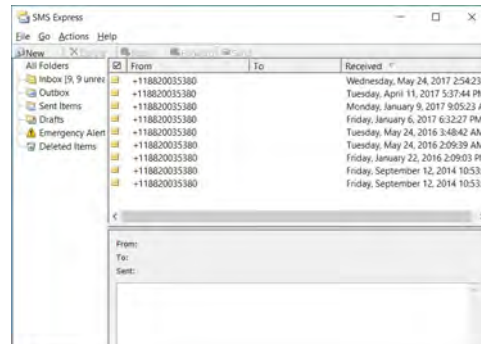 SMS Express
File Go Actions Help
New
All Folders
Inbox [9, 9 unrea
Outbox
Sent Items
Drafts
Emergency Alert
Deleted Items
From To Received
+118820035380 Wednesday, May 24, 2017 2:54:23
+118820035380 Tuesday, April 11, 2017 5:37:44 PM
+118820035380 Monday, January 9, 2017 9:05:23 A
+118820035380 Friday, January 6, 2017 6:32:27 PM
+118820035380 Tuesday, May 24, 2016 3:48:42 AM
+118820035380 Tuesday, May 24, 2016 2:09:39 AM
+118820035380 Friday, January 22, 2016 2:09:03 P
+118820035380 Friday, September 12, 2014 10:53:
+118820035380 Friday, September 12, 2014 10:53:
From:
To:
Sent: